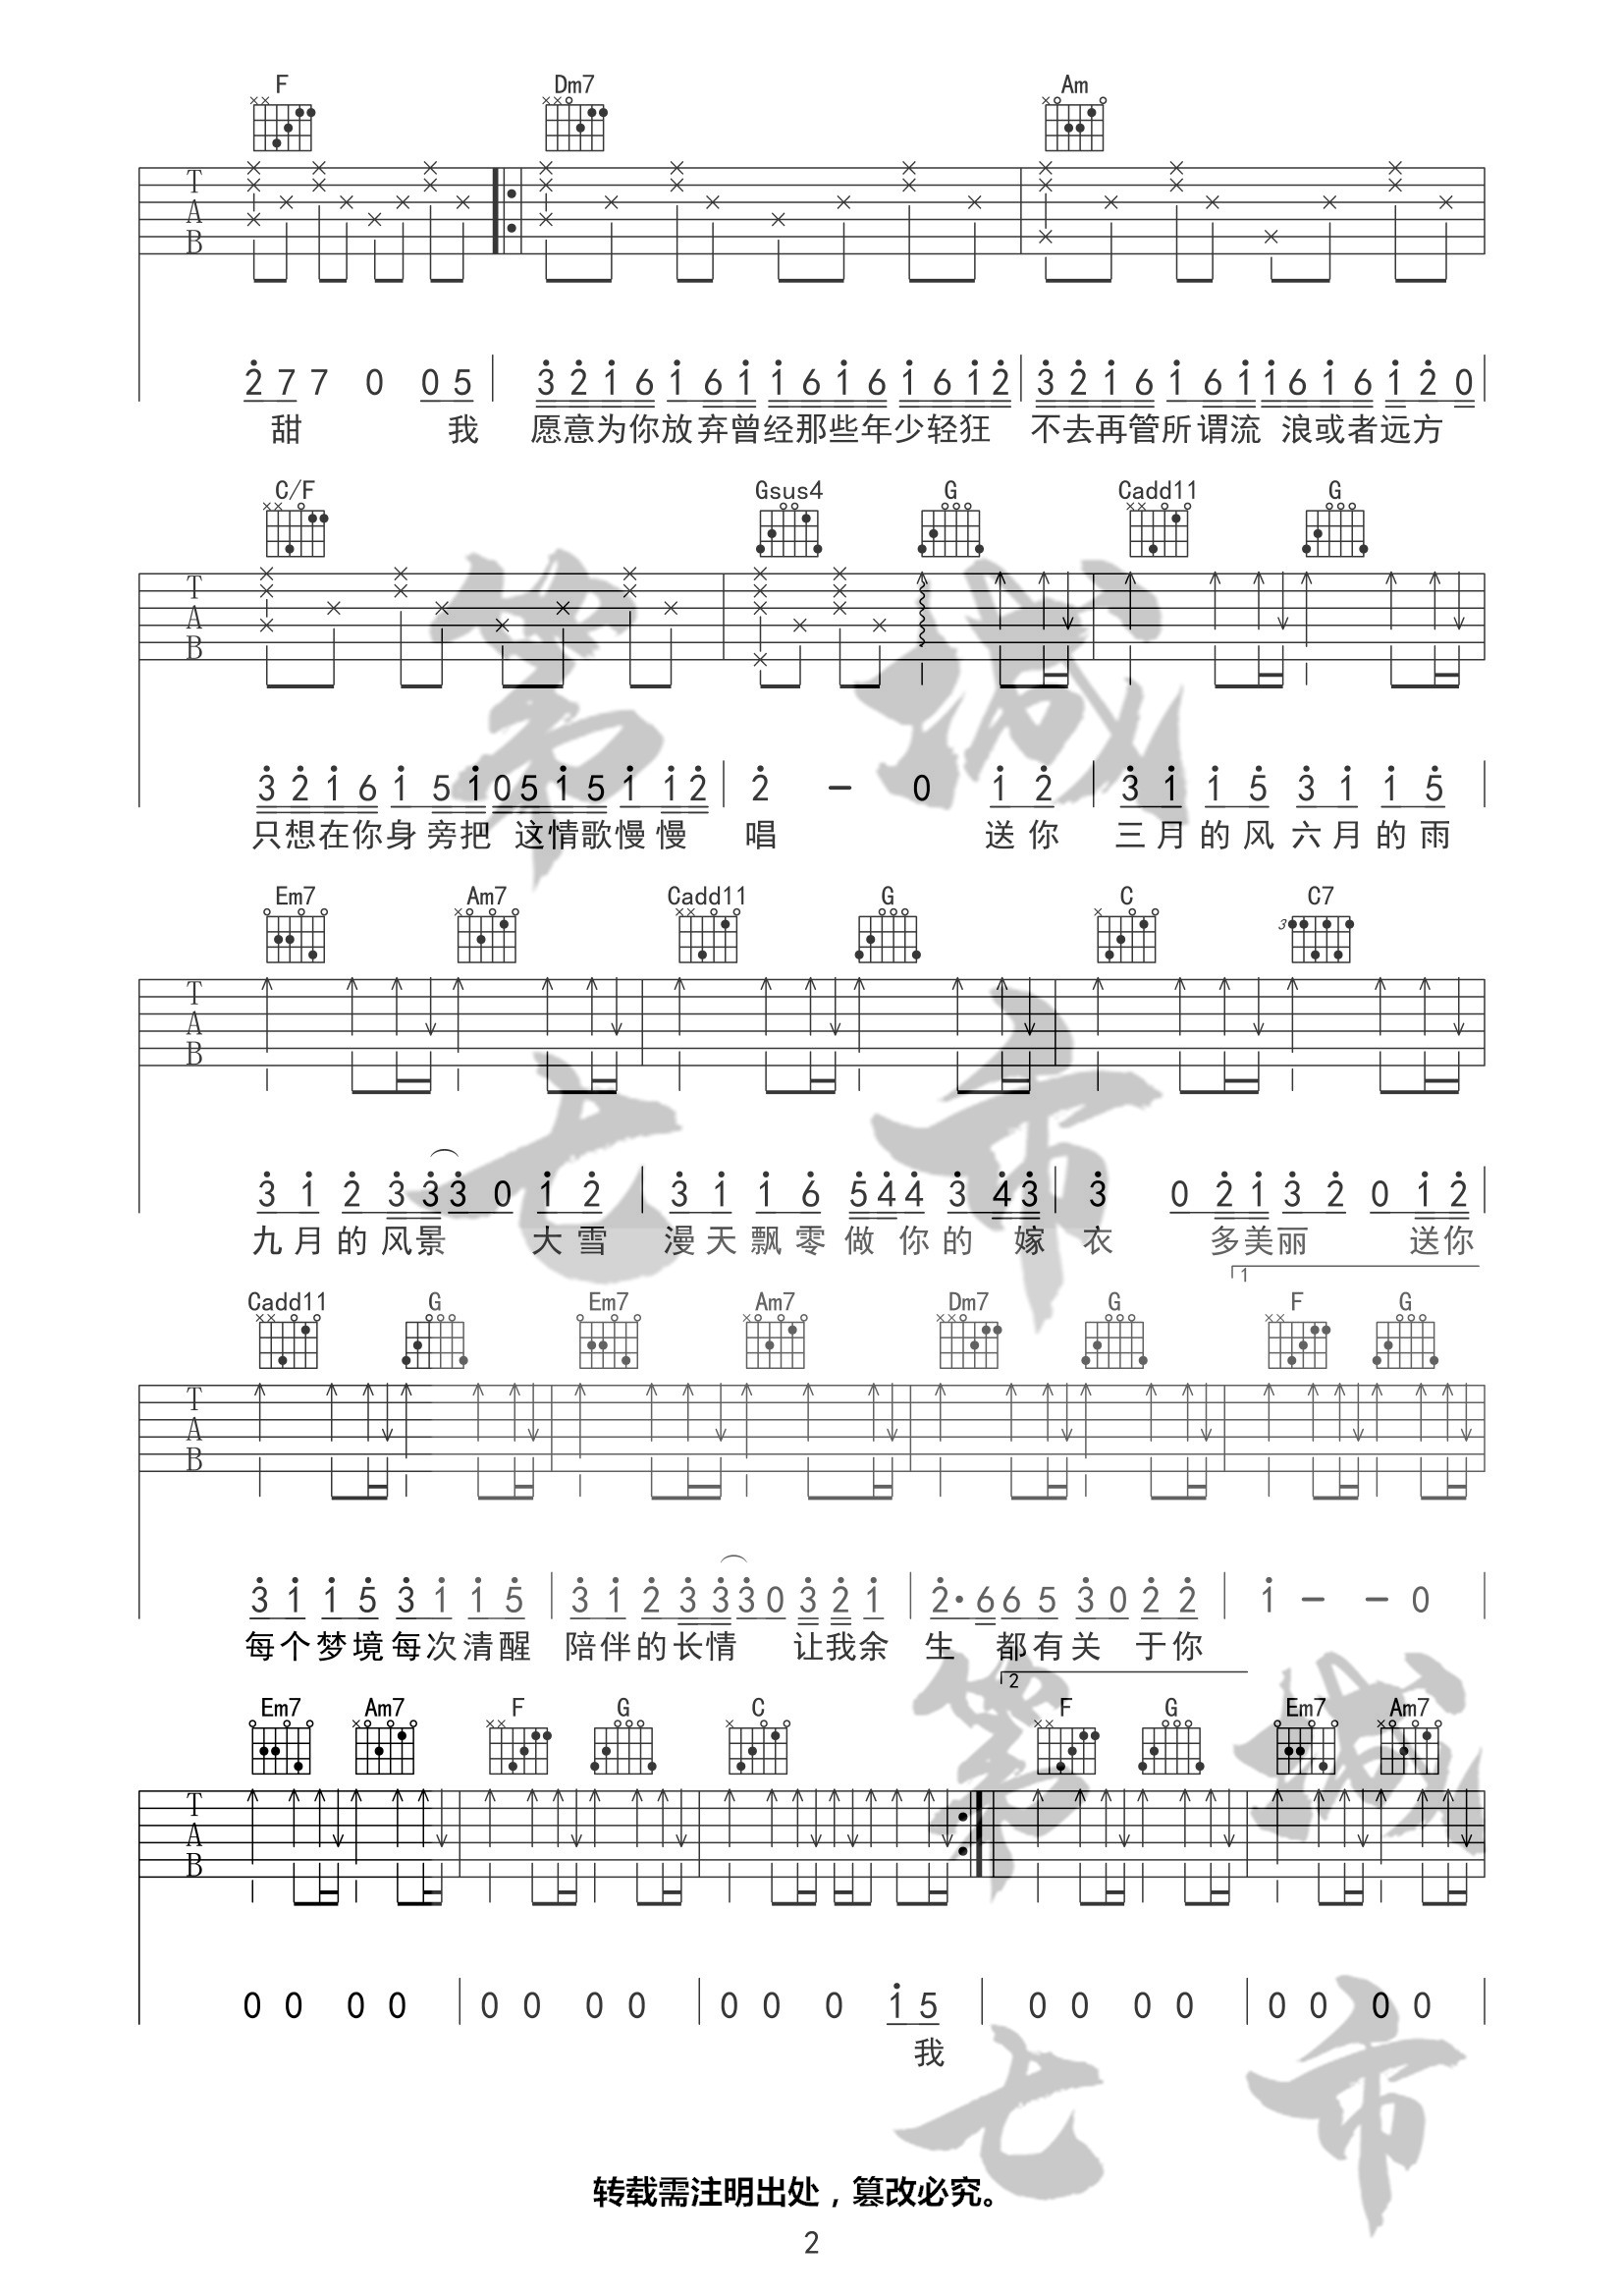 F Dm7 Am
T
A
B
2 7 7 0 0 5 3 2 1 6 1 6 1 1 6 1 6 1 6 1 2 3 2 1 6 1 6 1 1 6 1 6 1 2 0
甜 我 愿意为你放弃曾经那些年少轻狂 不去再管所谓流 浪或者远方
C/F Gsus4 G Cadd11 G
T
A
B
3 2 1 6 1 5 1 0 5 1 5 1 1 2 2 – 0 1 2 3 1 1 5 3 1 1 5
只想在你身旁把 这情歌慢慢 唱 送你 三月的风六月的雨
Em7 Am7 Cadd11 G C C7
3
T
A
B
3 1 2 3 3 3 0 1 2 3 1 1 6 5 4 4 3 4 3 3 0 2 1 3 2 0 1 2
九月的风景 大雪 漫天飘零做你的嫁 衣 多美丽 送你
1
Cadd11 G Em7 Am7 Dm7 G F G
T
A
B
3 1 1 5 3 1 1 5 3 1 2 3 3 3 0 3 2 1 2· 6 6 5 3 0 2 2 1 – – 0
每个梦境每次清醒 陪伴的长情 让我余 生 都有关 于你
2
Em7 Am7 F G C F G Em7 Am7
T
A
B
0 0 0 0 0 0 0 0 0 0 0 1 5 0 0 0 0 0 0 0 0
我
第 城
七 市
第 城
七 市
转载需注明出处，篡改必究。
2